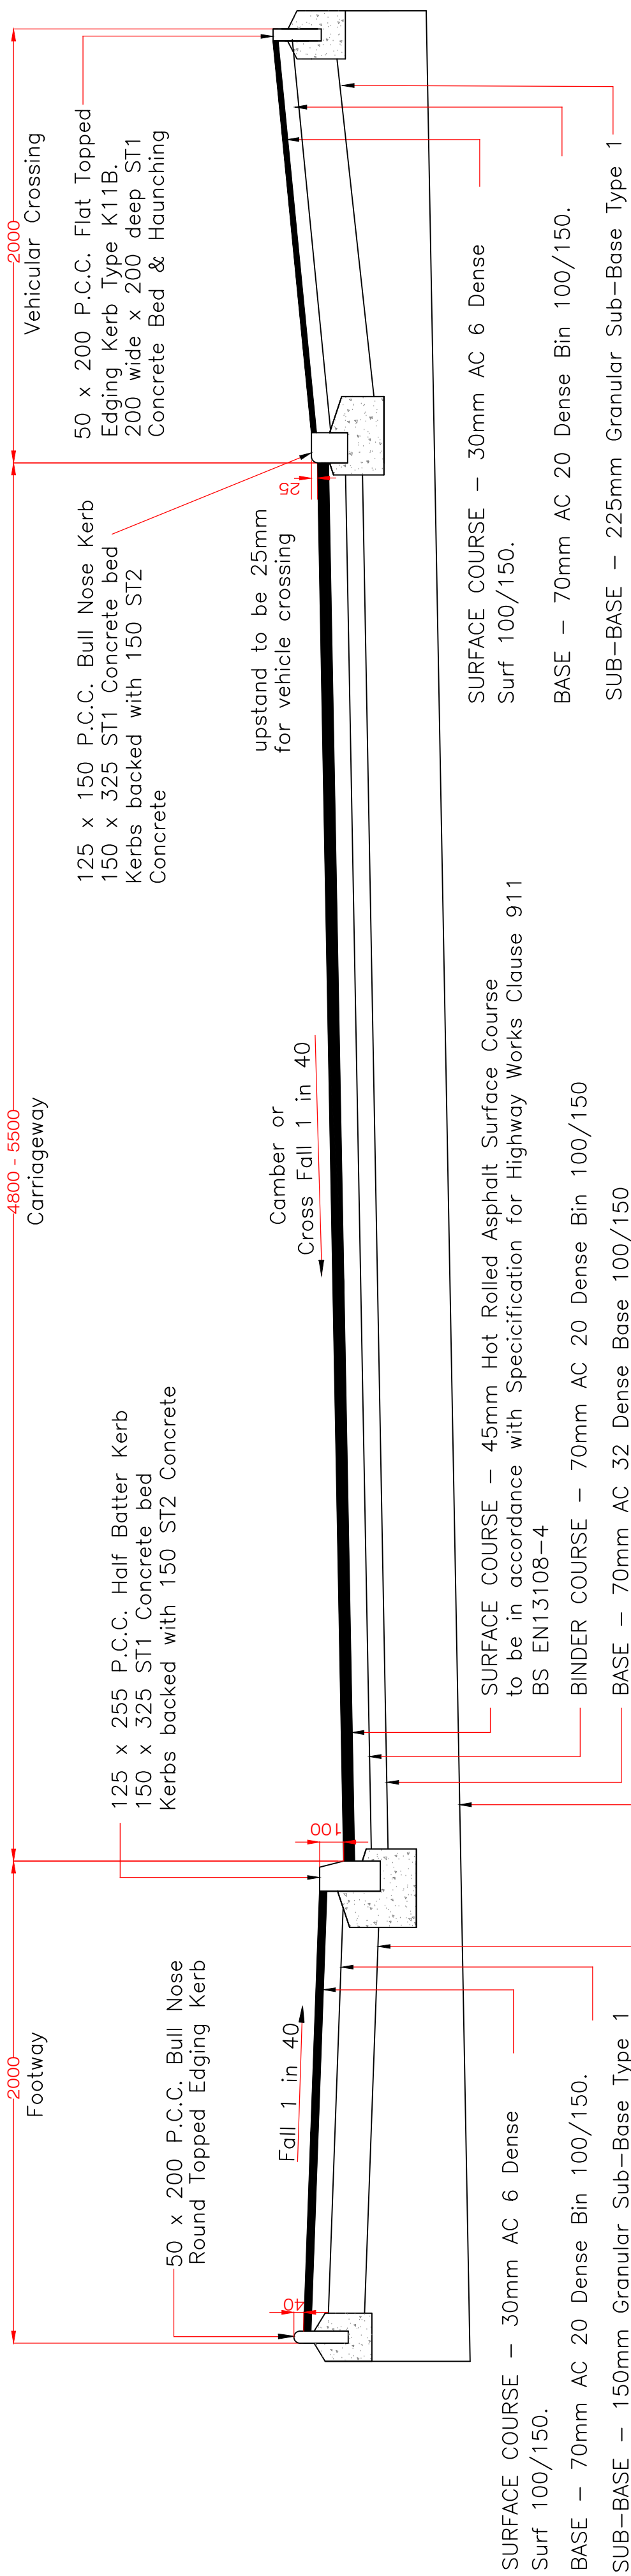 2000
Footway
4800 - 5500
Carriageway
2000
Vehicular Crossing
50 x 200 P.C.C. Bull Nose
Round Topped Edging Kerb
125 x 255 P.C.C. Half Batter Kerb
150 x 325 ST1 Concrete bed
Kerbs backed with 150 ST2 Concrete
125 x 150 P.C.C. Bull Nose Kerb
150 x 325 ST1 Concrete bed
Kerbs backed with 150 ST2
Concrete
50 x 200 P.C.C. Flat Topped
Edging Kerb Type K11B.
200 wide x 200 deep ST1
Concrete Bed & Haunching
40
Fall 1 in 40
100
Camber or
Cross Fall 1 in 40
upstand to be 25mm
for vehicle crossing
25
SURFACE COURSE - 30mm AC 6 Dense
Surf 100/150.
BASE - 70mm AC 20 Dense Bin 100/150.
SUB-BASE - 150mm Granular Sub-Base Type 1
SURFACE COURSE - 45mm Hot Rolled Asphalt Surface Course
to be in accordance with Specicification for Highway Works Clause 911
BS EN13108-4
BINDER COURSE - 70mm AC 20 Dense Bin 100/150
BASE - 70mm AC 32 Dense Base 100/150
SURFACE COURSE - 30mm AC 6 Dense
Surf 100/150.
BASE - 70mm AC 20 Dense Bin 100/150.
SUB-BASE - 225mm Granular Sub-Base Type 1